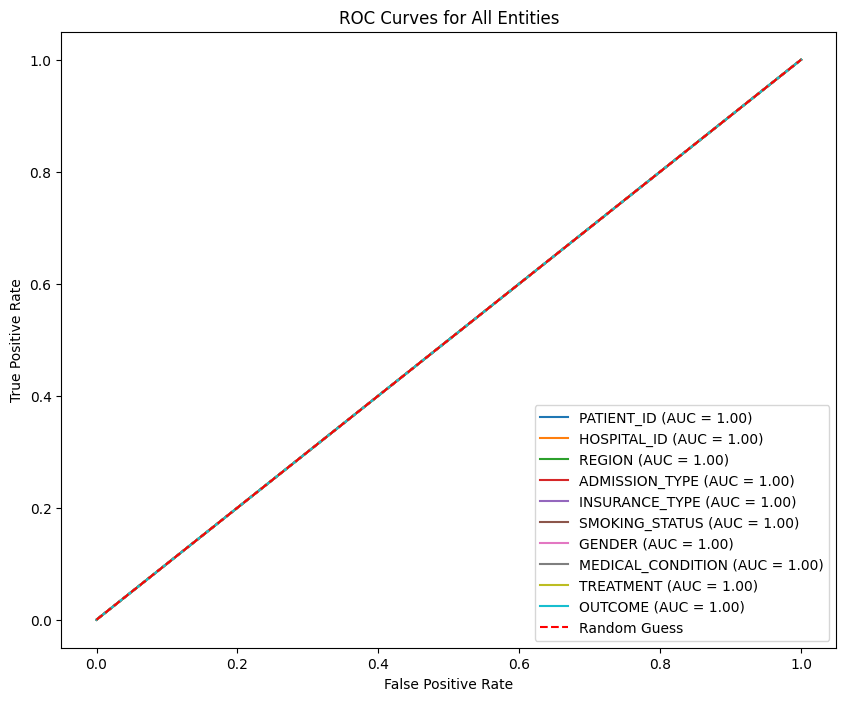 ROC Curves for All Entities
True Positive Rate
1.0
0.8
0.6
0.4
0.2
0.0
PATIENT_ID (AUC = 1.00)
HOSPITAL_ID (AUC = 1.00)
REGION (AUC = 1.00)
ADMISSION_TYPE (AUC = 1.00)
INSURANCE_TYPE (AUC = 1.00)
SMOKING_STATUS (AUC = 1.00)
GENDER (AUC = 1.00)
MEDICAL_CONDITION (AUC = 1.00)
TREATMENT (AUC = 1.00)
OUTCOME (AUC = 1.00)
Random Guess
0.0 0.2 0.4 0.6 0.8 1.0
False Positive Rate